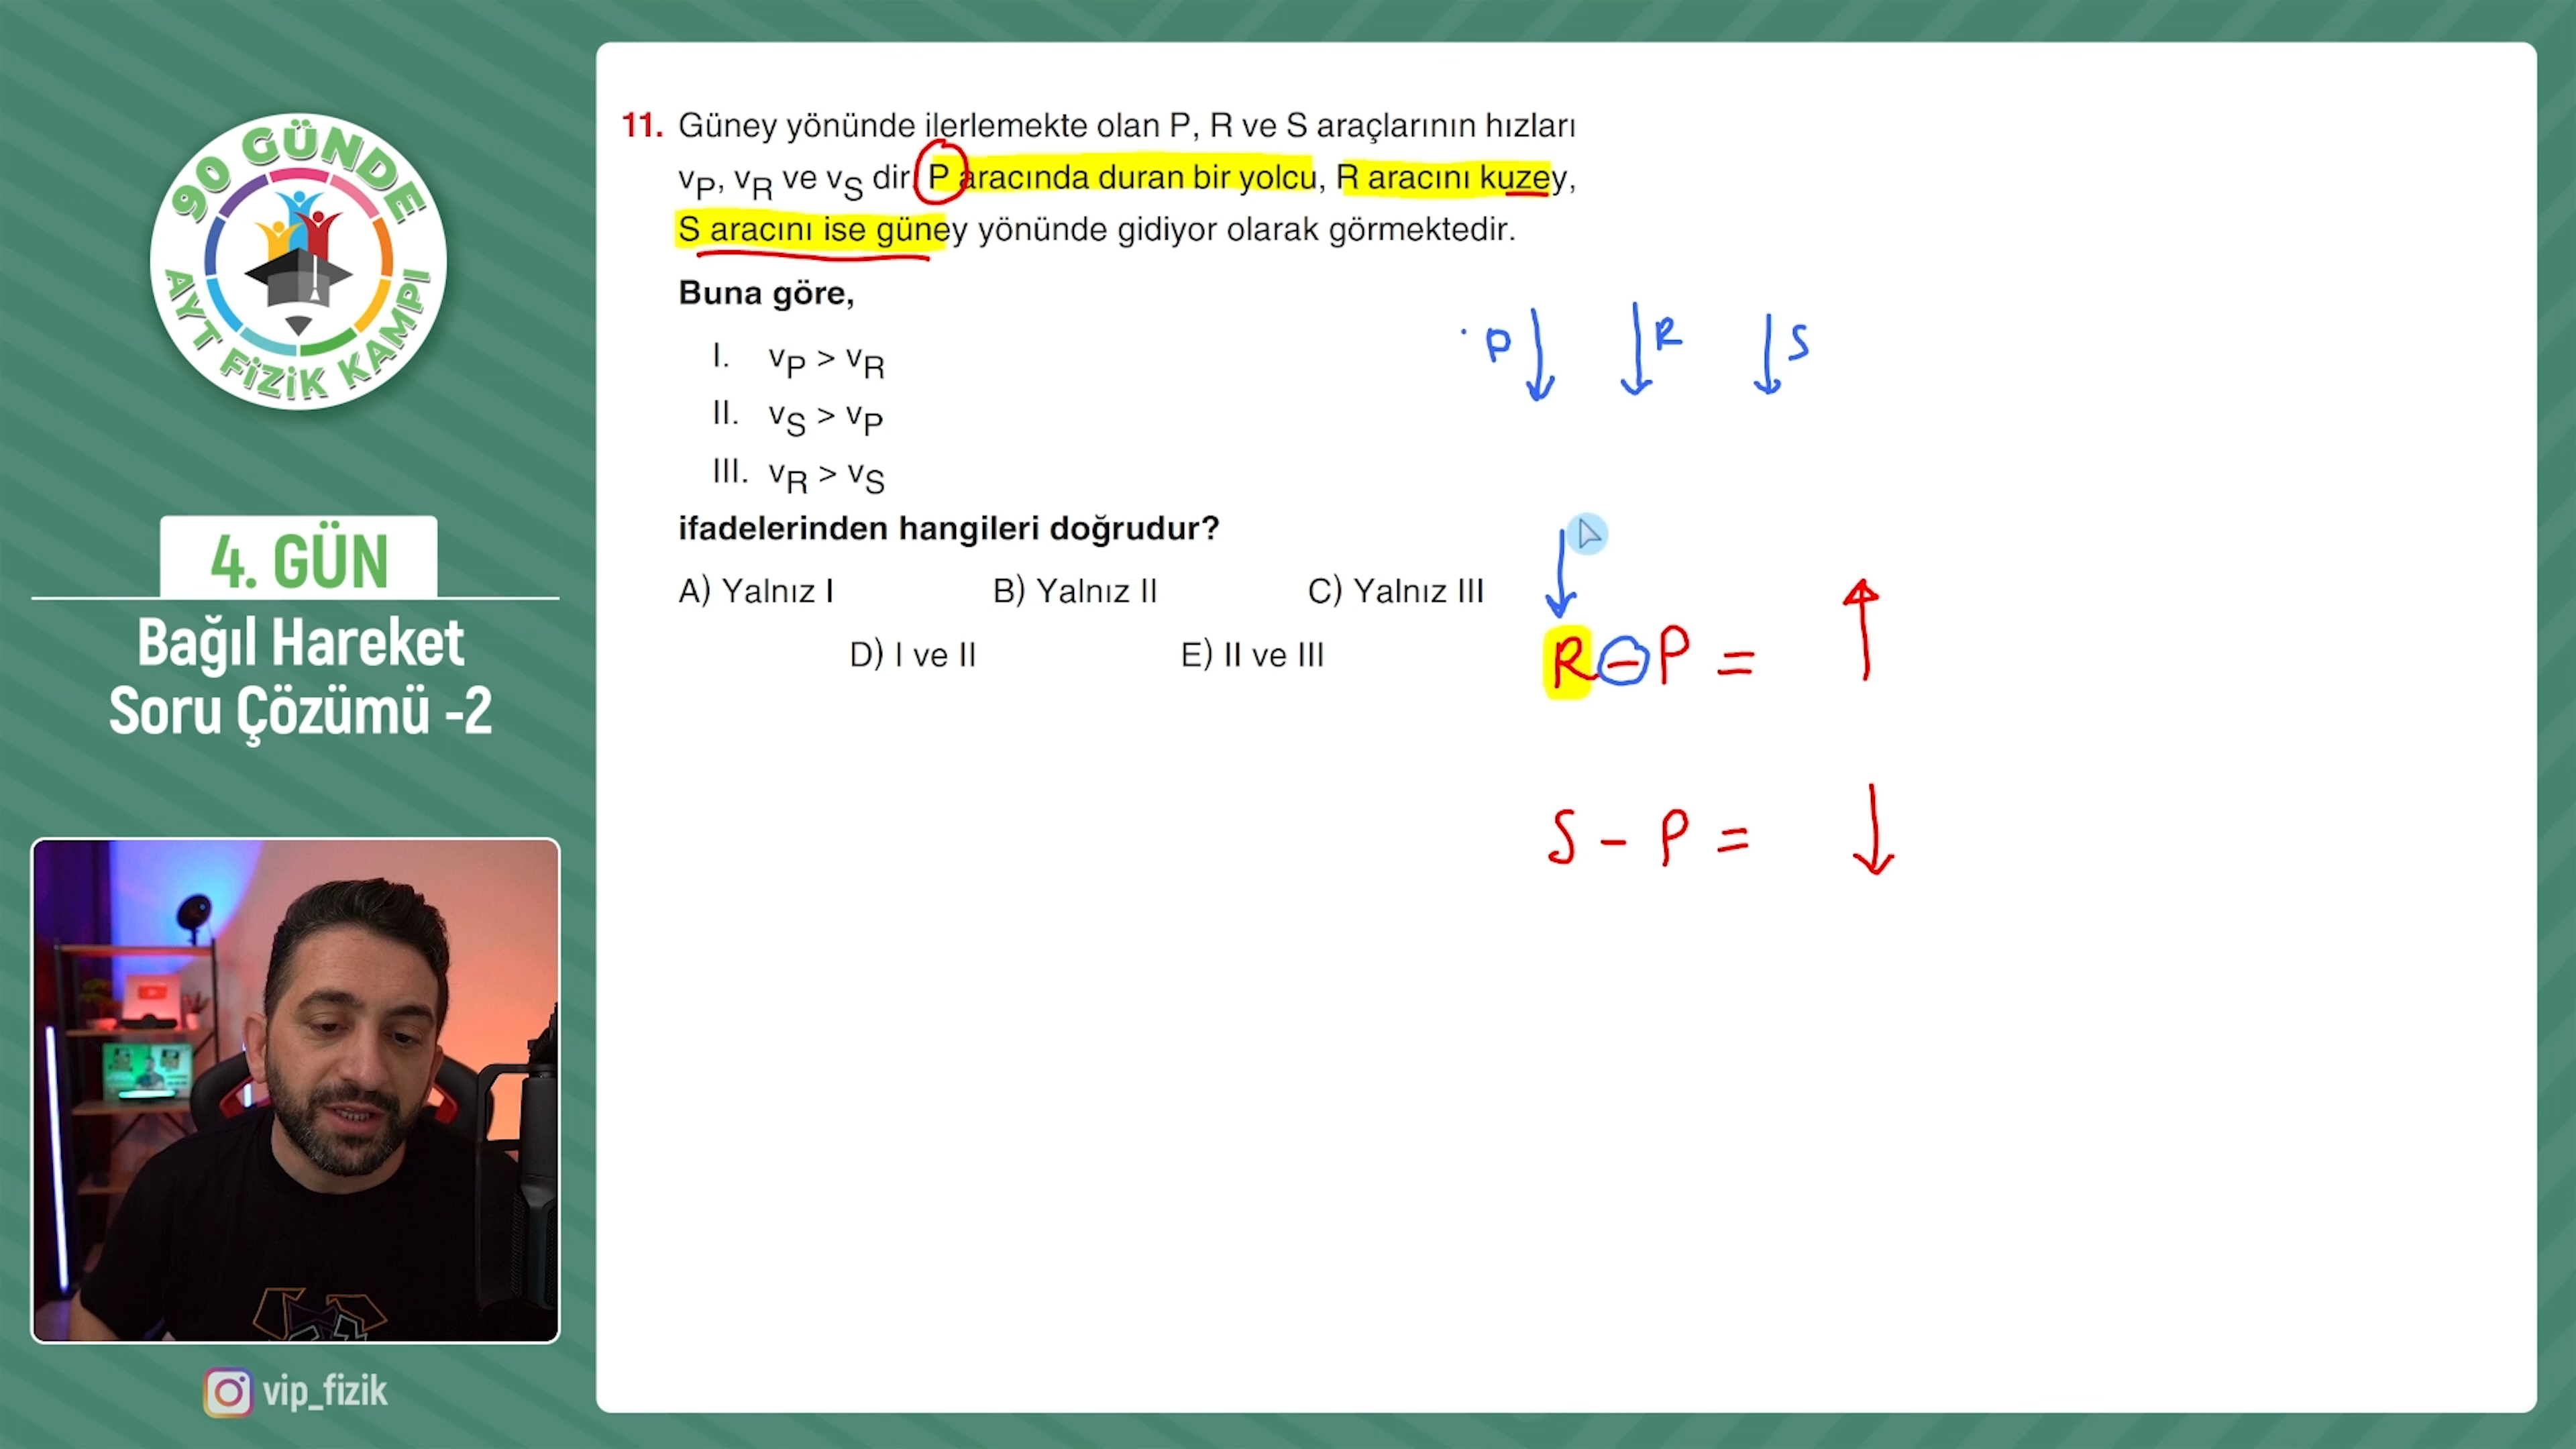 90 GÜNDE
AYT FİZİK KAMPI
4. GÜN
Bağıl Hareket
Soru Çözümü -2
vip_fizik
11. Güney yönünde ilerlemekte olan P, R ve S araçlarının hızları
vP, vR ve vS dir. P aracında duran bir yolcu, R aracını kuzey,
S aracını ise güney yönünde gidiyor olarak görmektedir.
Buna göre,
I. vP > vR
II. vS > vP
III. vR > vS
ifadelerinden hangileri doğrudur?
A) Yalnız I B) Yalnız II C) Yalnız III
D) I ve II E) II ve III
P R S
R - P =
S - P =